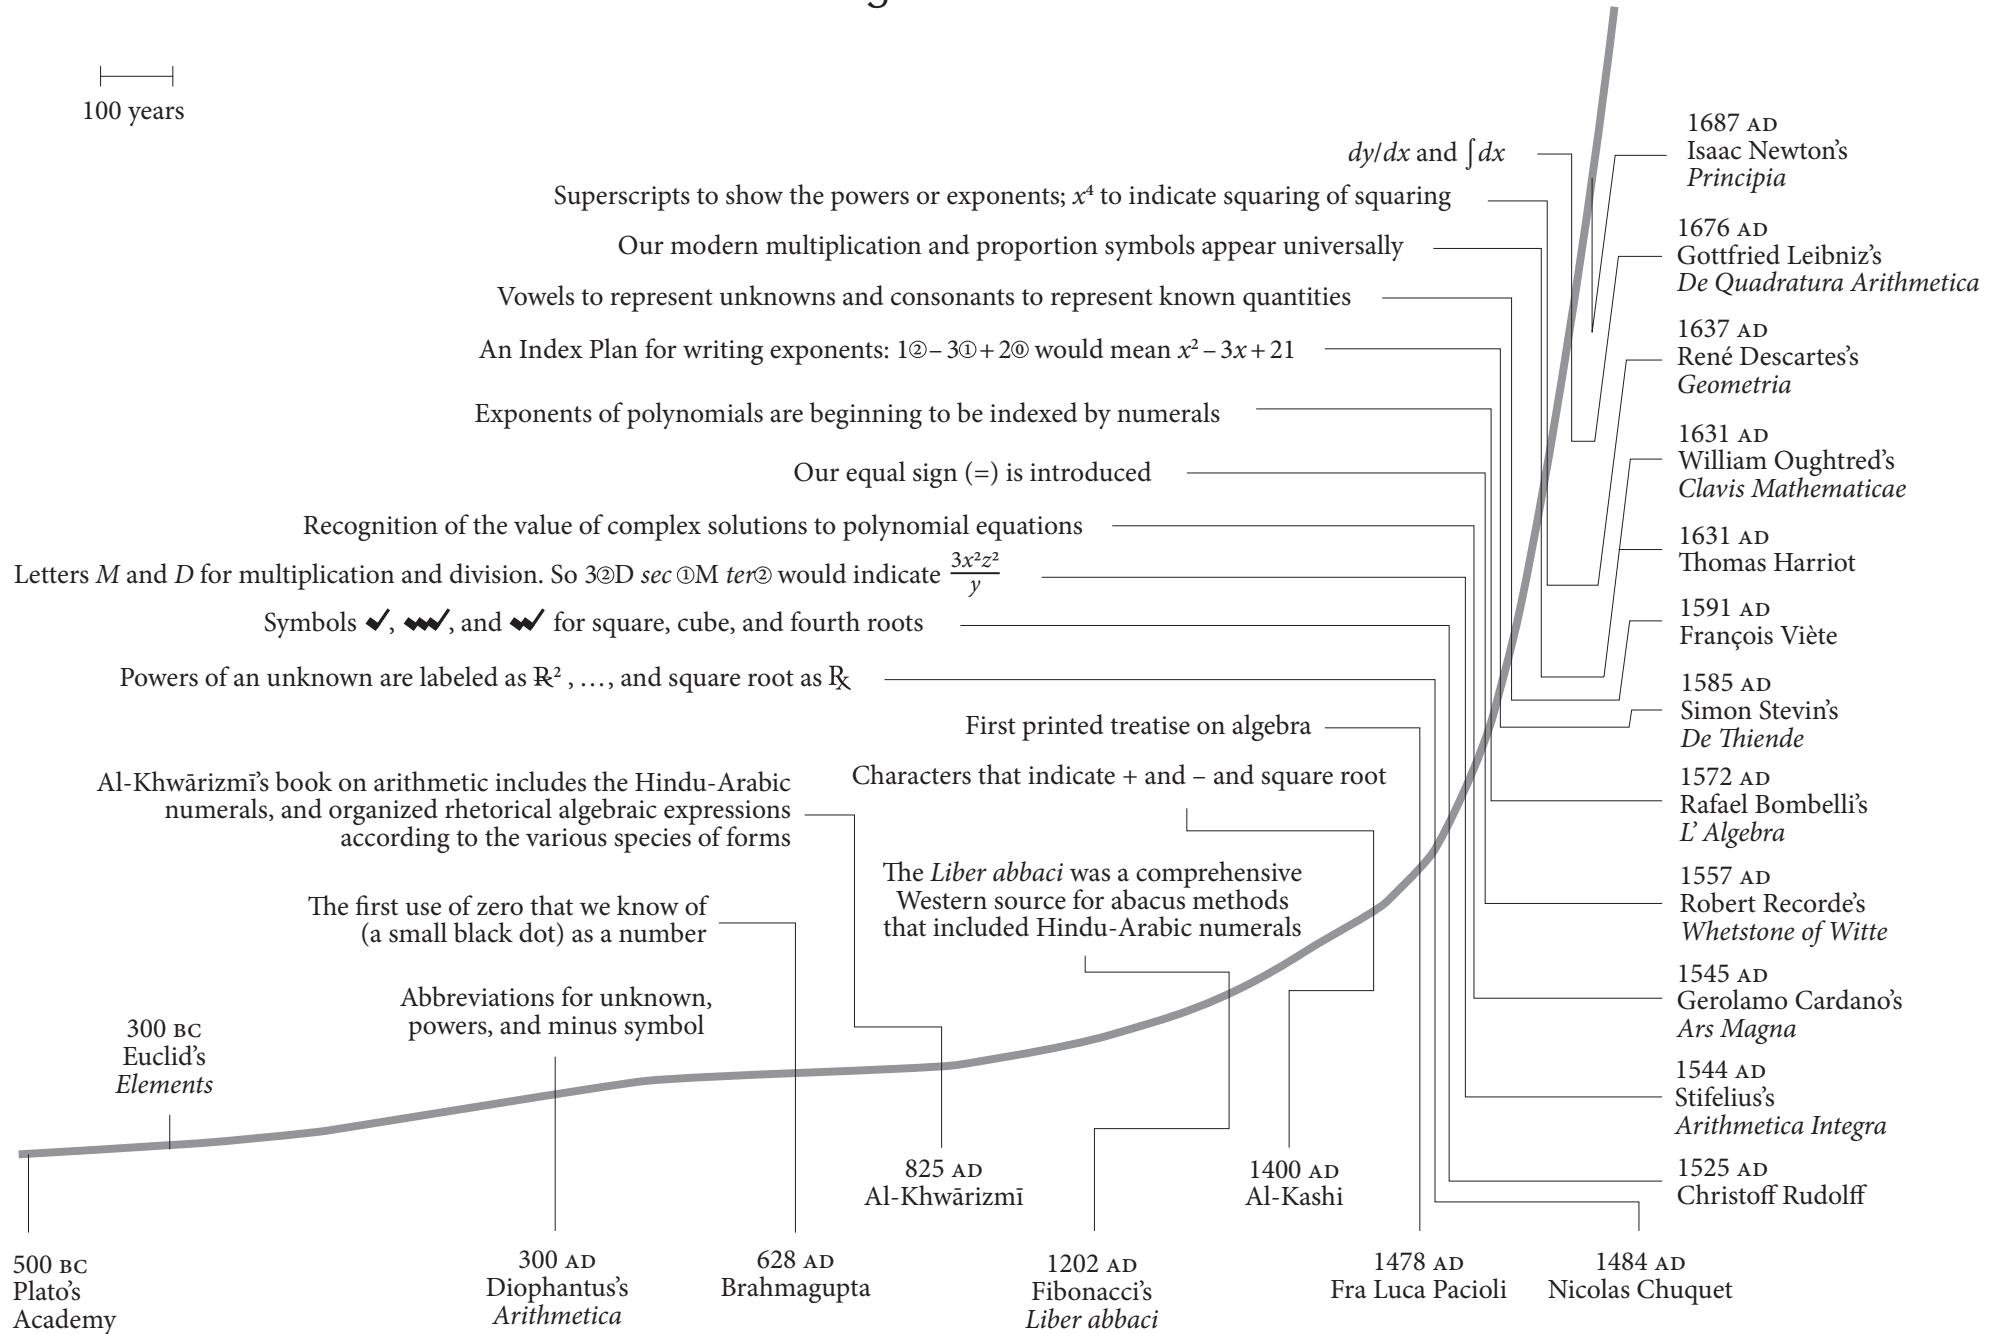 100 years
dy/dx and ∫dx
Superscripts to show the powers or exponents; x⁴ to indicate squaring of squaring
Our modern multiplication and proportion symbols appear universally
Vowels to represent unknowns and consonants to represent known quantities
An Index Plan for writing exponents: 1②– 3①+ 2⓪ would mean x² – 3x + 21
Exponents of polynomials are beginning to be indexed by numerals
Our equal sign (=) is introduced
Recognition of the value of complex solutions to polynomial equations
Letters M and D for multiplication and division. So 3②D sec ①M ter② would indicate 3x²z²/y
Symbols ✓, ✓, and ✓ for square, cube, and fourth roots
Powers of an unknown are labeled as ℞² , …, and square root as ℞
First printed treatise on algebra
Characters that indicate + and – and square root
Al-Khwārizmī’s book on arithmetic includes the Hindu-Arabic
numerals, and organized rhetorical algebraic expressions
according to the various species of forms
The Liber abbaci was a comprehensive
Western source for abacus methods
that included Hindu-Arabic numerals
The first use of zero that we know of
(a small black dot) as a number
Abbreviations for unknown,
powers, and minus symbol
300 BC
Euclid’s
Elements
500 BC
Plato’s
Academy
300 AD
Diophantus’s
Arithmetica
628 AD
Brahmagupta
825 AD
Al-Khwārizmī
1202 AD
Fibonacci’s
Liber abbaci
1400 AD
Al-Kashi
1478 AD
Fra Luca Pacioli
1484 AD
Nicolas Chuquet
1687 AD
Isaac Newton’s
Principia
1676 AD
Gottfried Leibniz’s
De Quadratura Arithmetica
1637 AD
René Descartes’s
Geometria
1631 AD
William Oughtred’s
Clavis Mathematicae
1631 AD
Thomas Harriot
1591 AD
François Viète
1585 AD
Simon Stevin’s
De Thiende
1572 AD
Rafael Bombelli’s
L’ Algebra
1557 AD
Robert Recorde’s
Whetstone of Witte
1545 AD
Gerolamo Cardano’s
Ars Magna
1544 AD
Stifelius’s
Arithmetica Integra
1525 AD
Christoff Rudolff